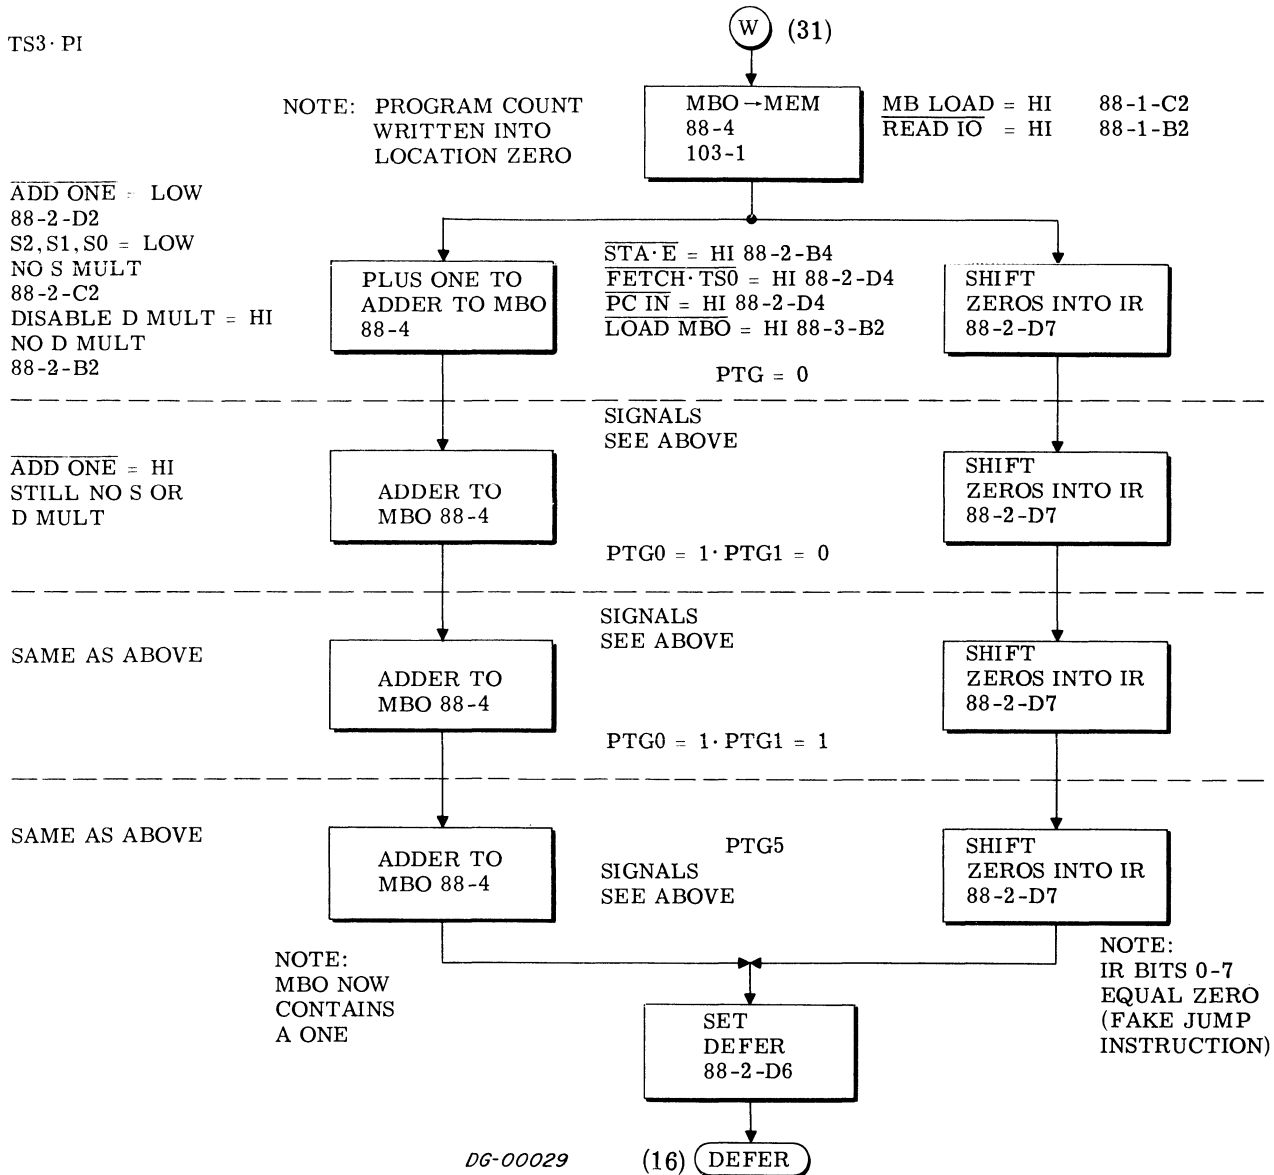 TS3·PI
W (31)
NOTE: PROGRAM COUNT
WRITTEN INTO
LOCATION ZERO
MBO→MEM
88-4
103-1
MB LOAD = HI 88-1-C2
READ IO = HI 88-1-B2
ADD ONE = LOW
88-2-D2
S2, S1, S0 = LOW
NO S MULT
88-2-C2
DISABLE D MULT = HI
NO D MULT
88-2-B2
PLUS ONE TO
ADDER TO MBO
88-4
STA·E = HI 88-2-B4
FETCH·TS0 = HI 88-2-D4
PC IN = HI 88-2-D4
LOAD MBO = HI 88-3-B2
PTG = 0
SHIFT
ZEROS INTO IR
88-2-D7
ADD ONE = HI
STILL NO S OR
D MULT
ADDER TO
MBO 88-4
SIGNALS
SEE ABOVE
PTG0 = 1·PTG1 = 0
SHIFT
ZEROS INTO IR
88-2-D7
SAME AS ABOVE
ADDER TO
MBO 88-4
SIGNALS
SEE ABOVE
PTG0 = 1·PTG1 = 1
SHIFT
ZEROS INTO IR
88-2-D7
SAME AS ABOVE
ADDER TO
MBO 88-4
PTG5
SIGNALS
SEE ABOVE
SHIFT
ZEROS INTO IR
88-2-D7
NOTE:
MBO NOW
CONTAINS
A ONE
NOTE:
IR BITS 0-7
EQUAL ZERO
(FAKE JUMP
INSTRUCTION)
SET
DEFER
88-2-D6
DG-00029
(16) DEFER